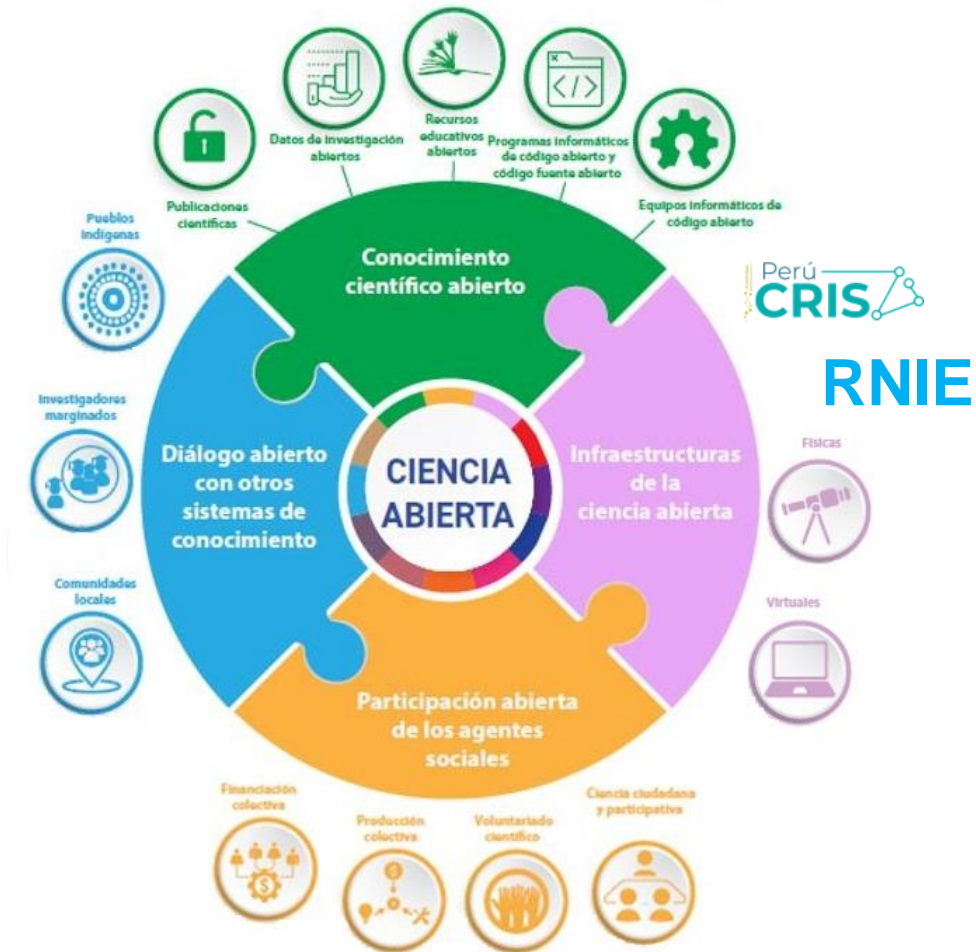 Publicaciones
científicas
Datos de investigación
abiertos
Recursos
educativos
abiertos
Programas informáticos
de código abierto y
código fuente abierto
Equipos informáticos de
código abierto
Conocimiento
científico abierto
Perú
CRIS
RNIE
Pueblos
indígenas
Investigadores
marginados
Comunidades
locales
Diálogo abierto
con otros
sistemas de
conocimiento
CIENCIA
ABIERTA
Infraestructuras
de la
ciencia abierta
Físicas
Virtuales
Participación abierta
de los agentes
sociales
Financiación
colectiva
Producción
colectiva
Voluntariado
científico
Ciencia ciudadana
y participativa